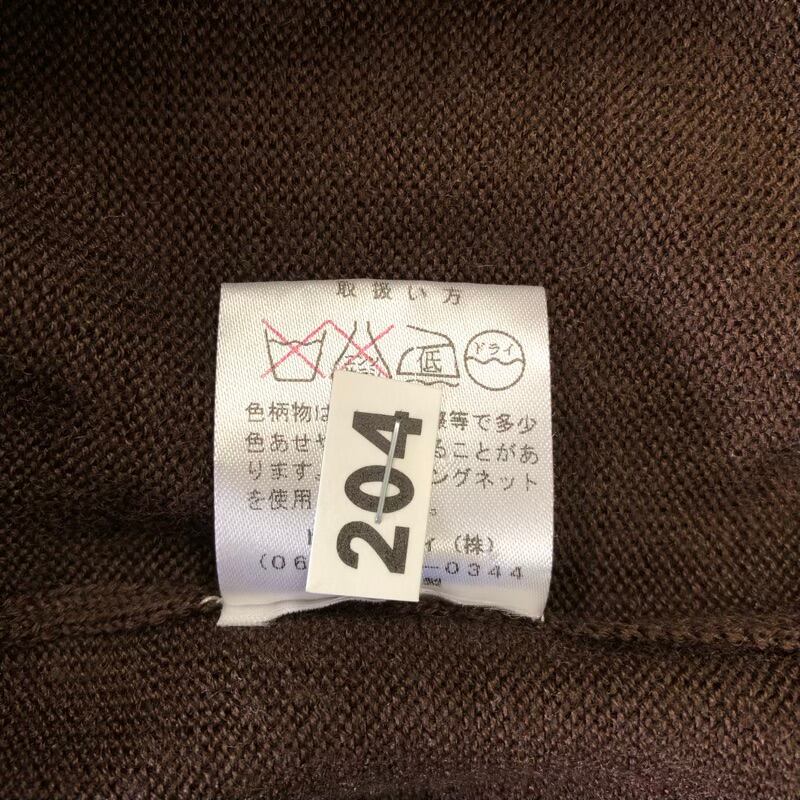 取扱い方
低
ドライ
色柄物は 等で多少
色あせや ることがあ
ります。 ングネット
を使用 。
ィ(株)
(06 -0344
204